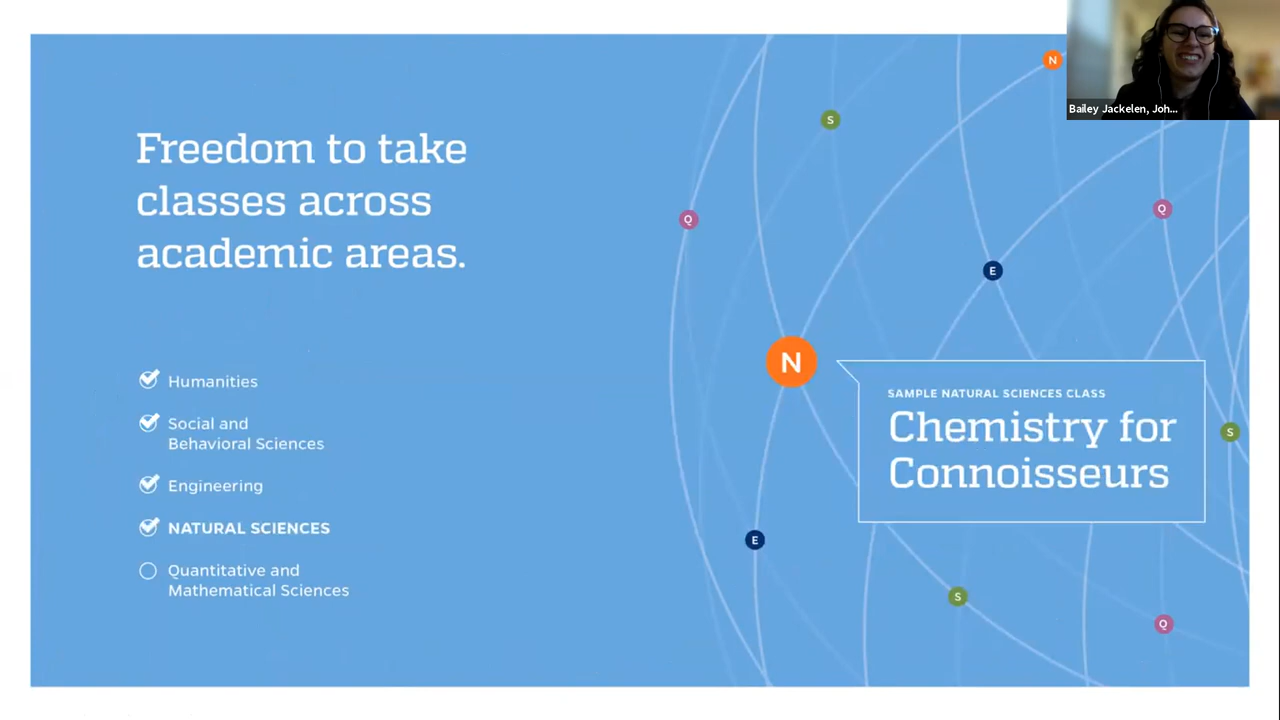 Freedom to take
classes across
academic areas.
Humanities
Social and
Behavioral Sciences
Engineering
NATURAL SCIENCES
Quantitative and
Mathematical Sciences
N
S
Q
Q
E
N
SAMPLE NATURAL SCIENCES CLASS
Chemistry for
Connoisseurs
S
E
S
Q
Bailey Jackelen, Joh...